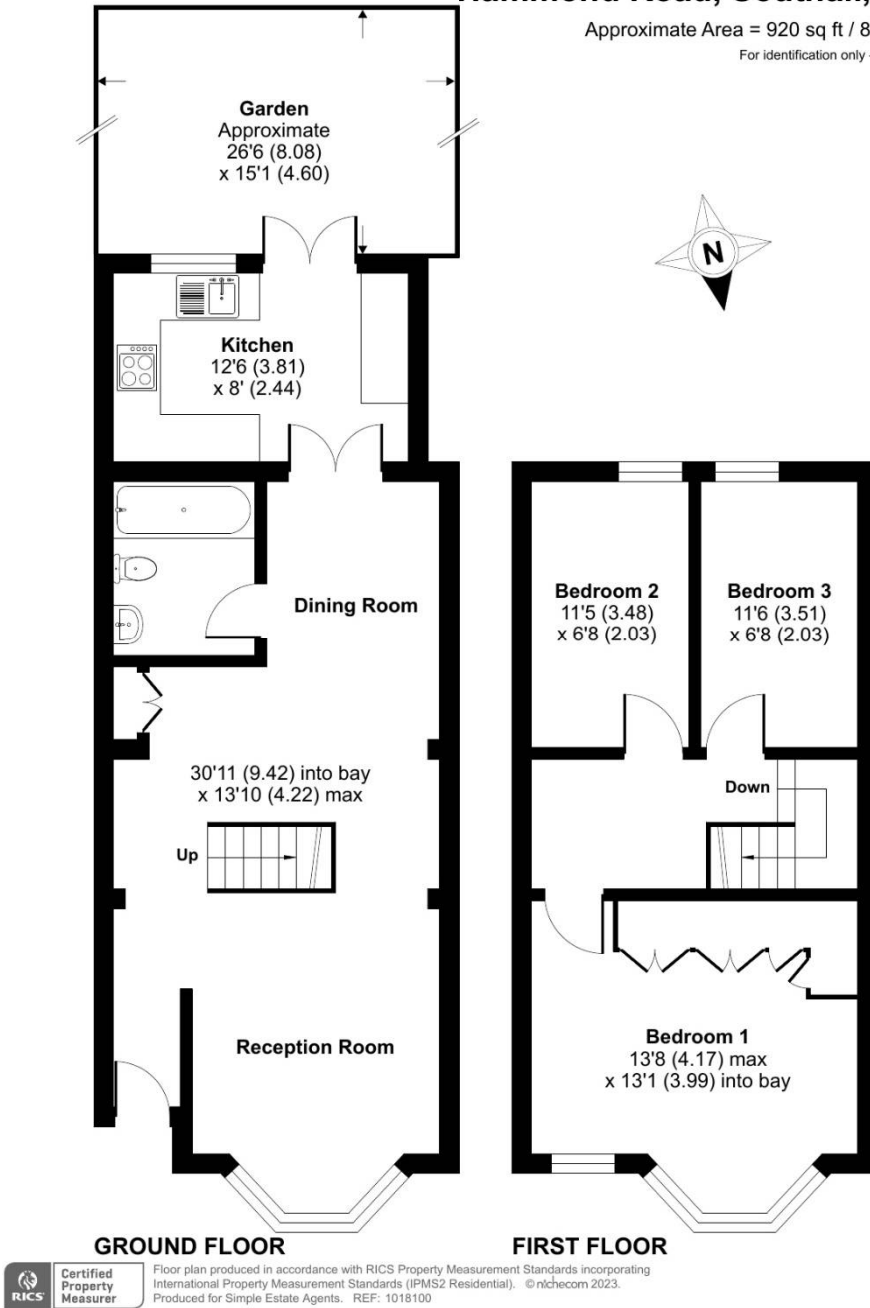 Approximate Area = 920 sq ft / 8
For identification only -
Garden
Approximate
26'6 (8.08)
x 15'1 (4.60)
N
Kitchen
12'6 (3.81)
x 8' (2.44)
Dining Room
30'11 (9.42) into bay
x 13'10 (4.22) max
Up
Reception Room
GROUND FLOOR
Bedroom 2
11'5 (3.48)
x 6'8 (2.03)
Bedroom 3
11'6 (3.51)
x 6'8 (2.03)
Down
Bedroom 1
13'8 (4.17) max
x 13'1 (3.99) into bay
FIRST FLOOR
RICS
Certified
Property
Measurer
Floor plan produced in accordance with RICS Property Measurement Standards incorporating
International Property Measurement Standards (IPMS2 Residential). © nichecom 2023.
Produced for Simple Estate Agents. REF: 1018100